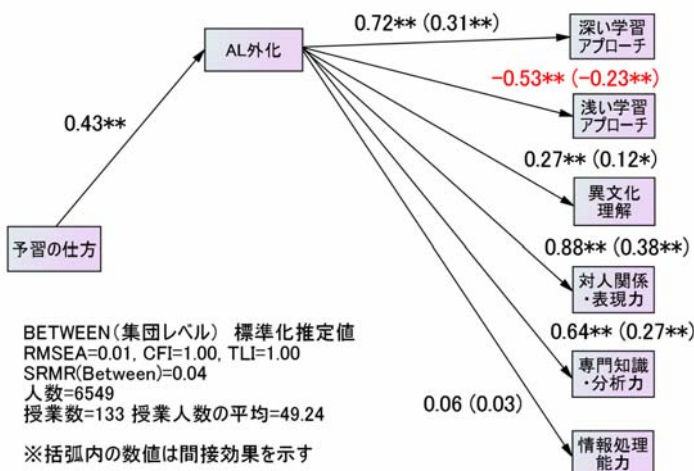 0.72** (0.31**)
深い学習
アプローチ
AL外化
-0.53** (-0.23**)
浅い学習
アプローチ
0.43**
0.27** (0.12*)
異文化
理解
予習の仕方
0.88** (0.38**)
対人関係
・表現力
BETWEEN(集団レベル) 標準化推定値
RMSEA=0.01, CFI=1.00, TLI=1.00
SRMR(Between)=0.04
人数=6549
授業数=133 授業人数の平均=49.24
※括弧内の数値は間接効果を示す
0.64** (0.27**)
専門知識
・分析力
0.06 (0.03)
情報処理
能力